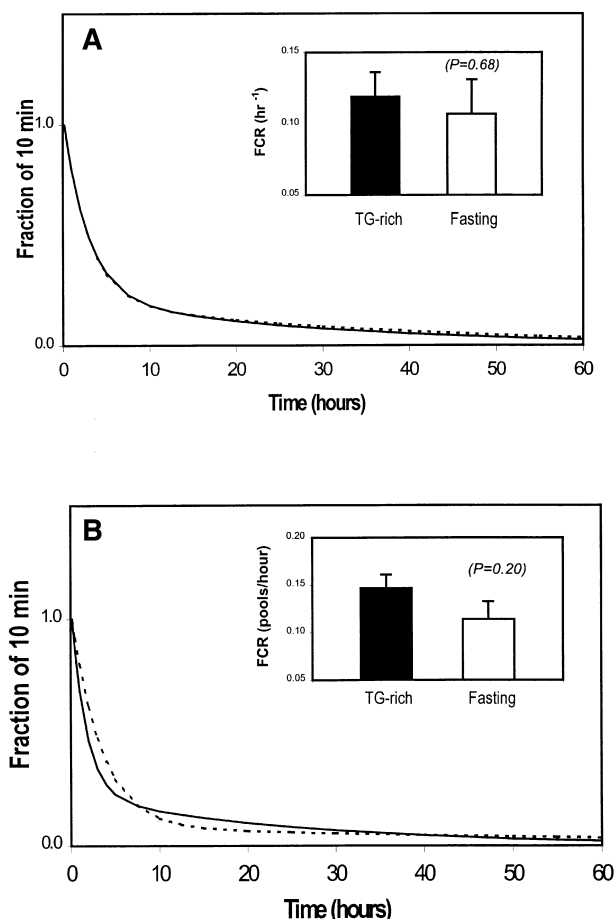 A
Fraction of 10 min
1.0
0.0
0 10 20 30 40 50 60
Time (hours)
FCR (hr -1)
0.15
0.10
0.05
(P=0.68)
TG-rich Fasting
B
Fraction of 10 min
1.0
0.0
0 10 20 30 40 50 60
Time (hours)
FCR (pools/hour)
0.20
0.15
0.10
0.05
(P=0.20)
TG-rich Fasting